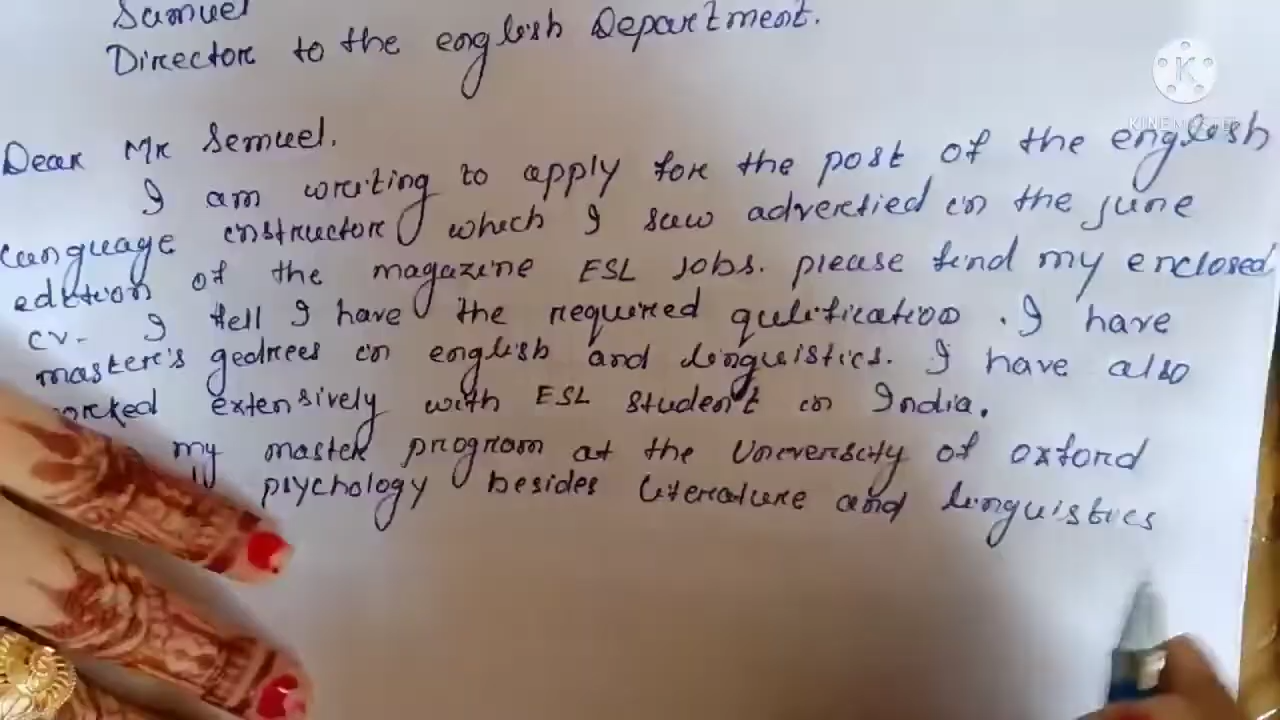 Samuel
Director to the english Department.
Dear Mr Semuel.
I am writing to apply for the post of the english
language instructor which I saw advertied in the june
edition of the magazine ESL Jobs. please find my enclosed
cv. I fell I have the required qulification. I have
master's gedrees in english and linguistics. I have also
extensively with ESL student in India.
my master program at the University of oxford
psychology besides literature and linguistics
KINEMASTER